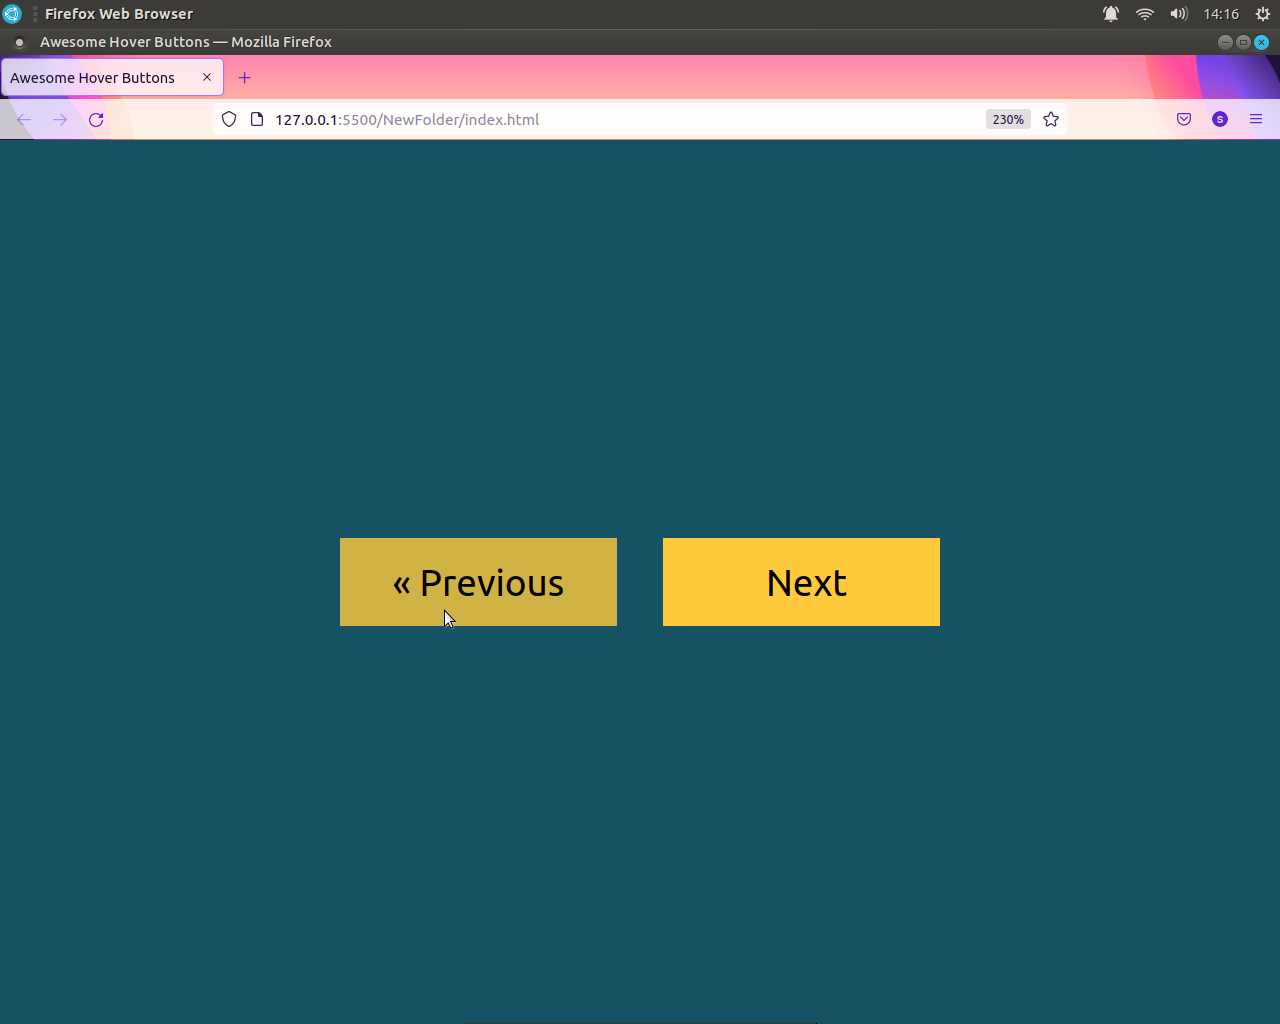 Firefox Web Browser
14:16
Awesome Hover Buttons — Mozilla Firefox
Awesome Hover Buttons
127.0.0.1:5500/NewFolder/index.html
230%
S
« Previous
Next